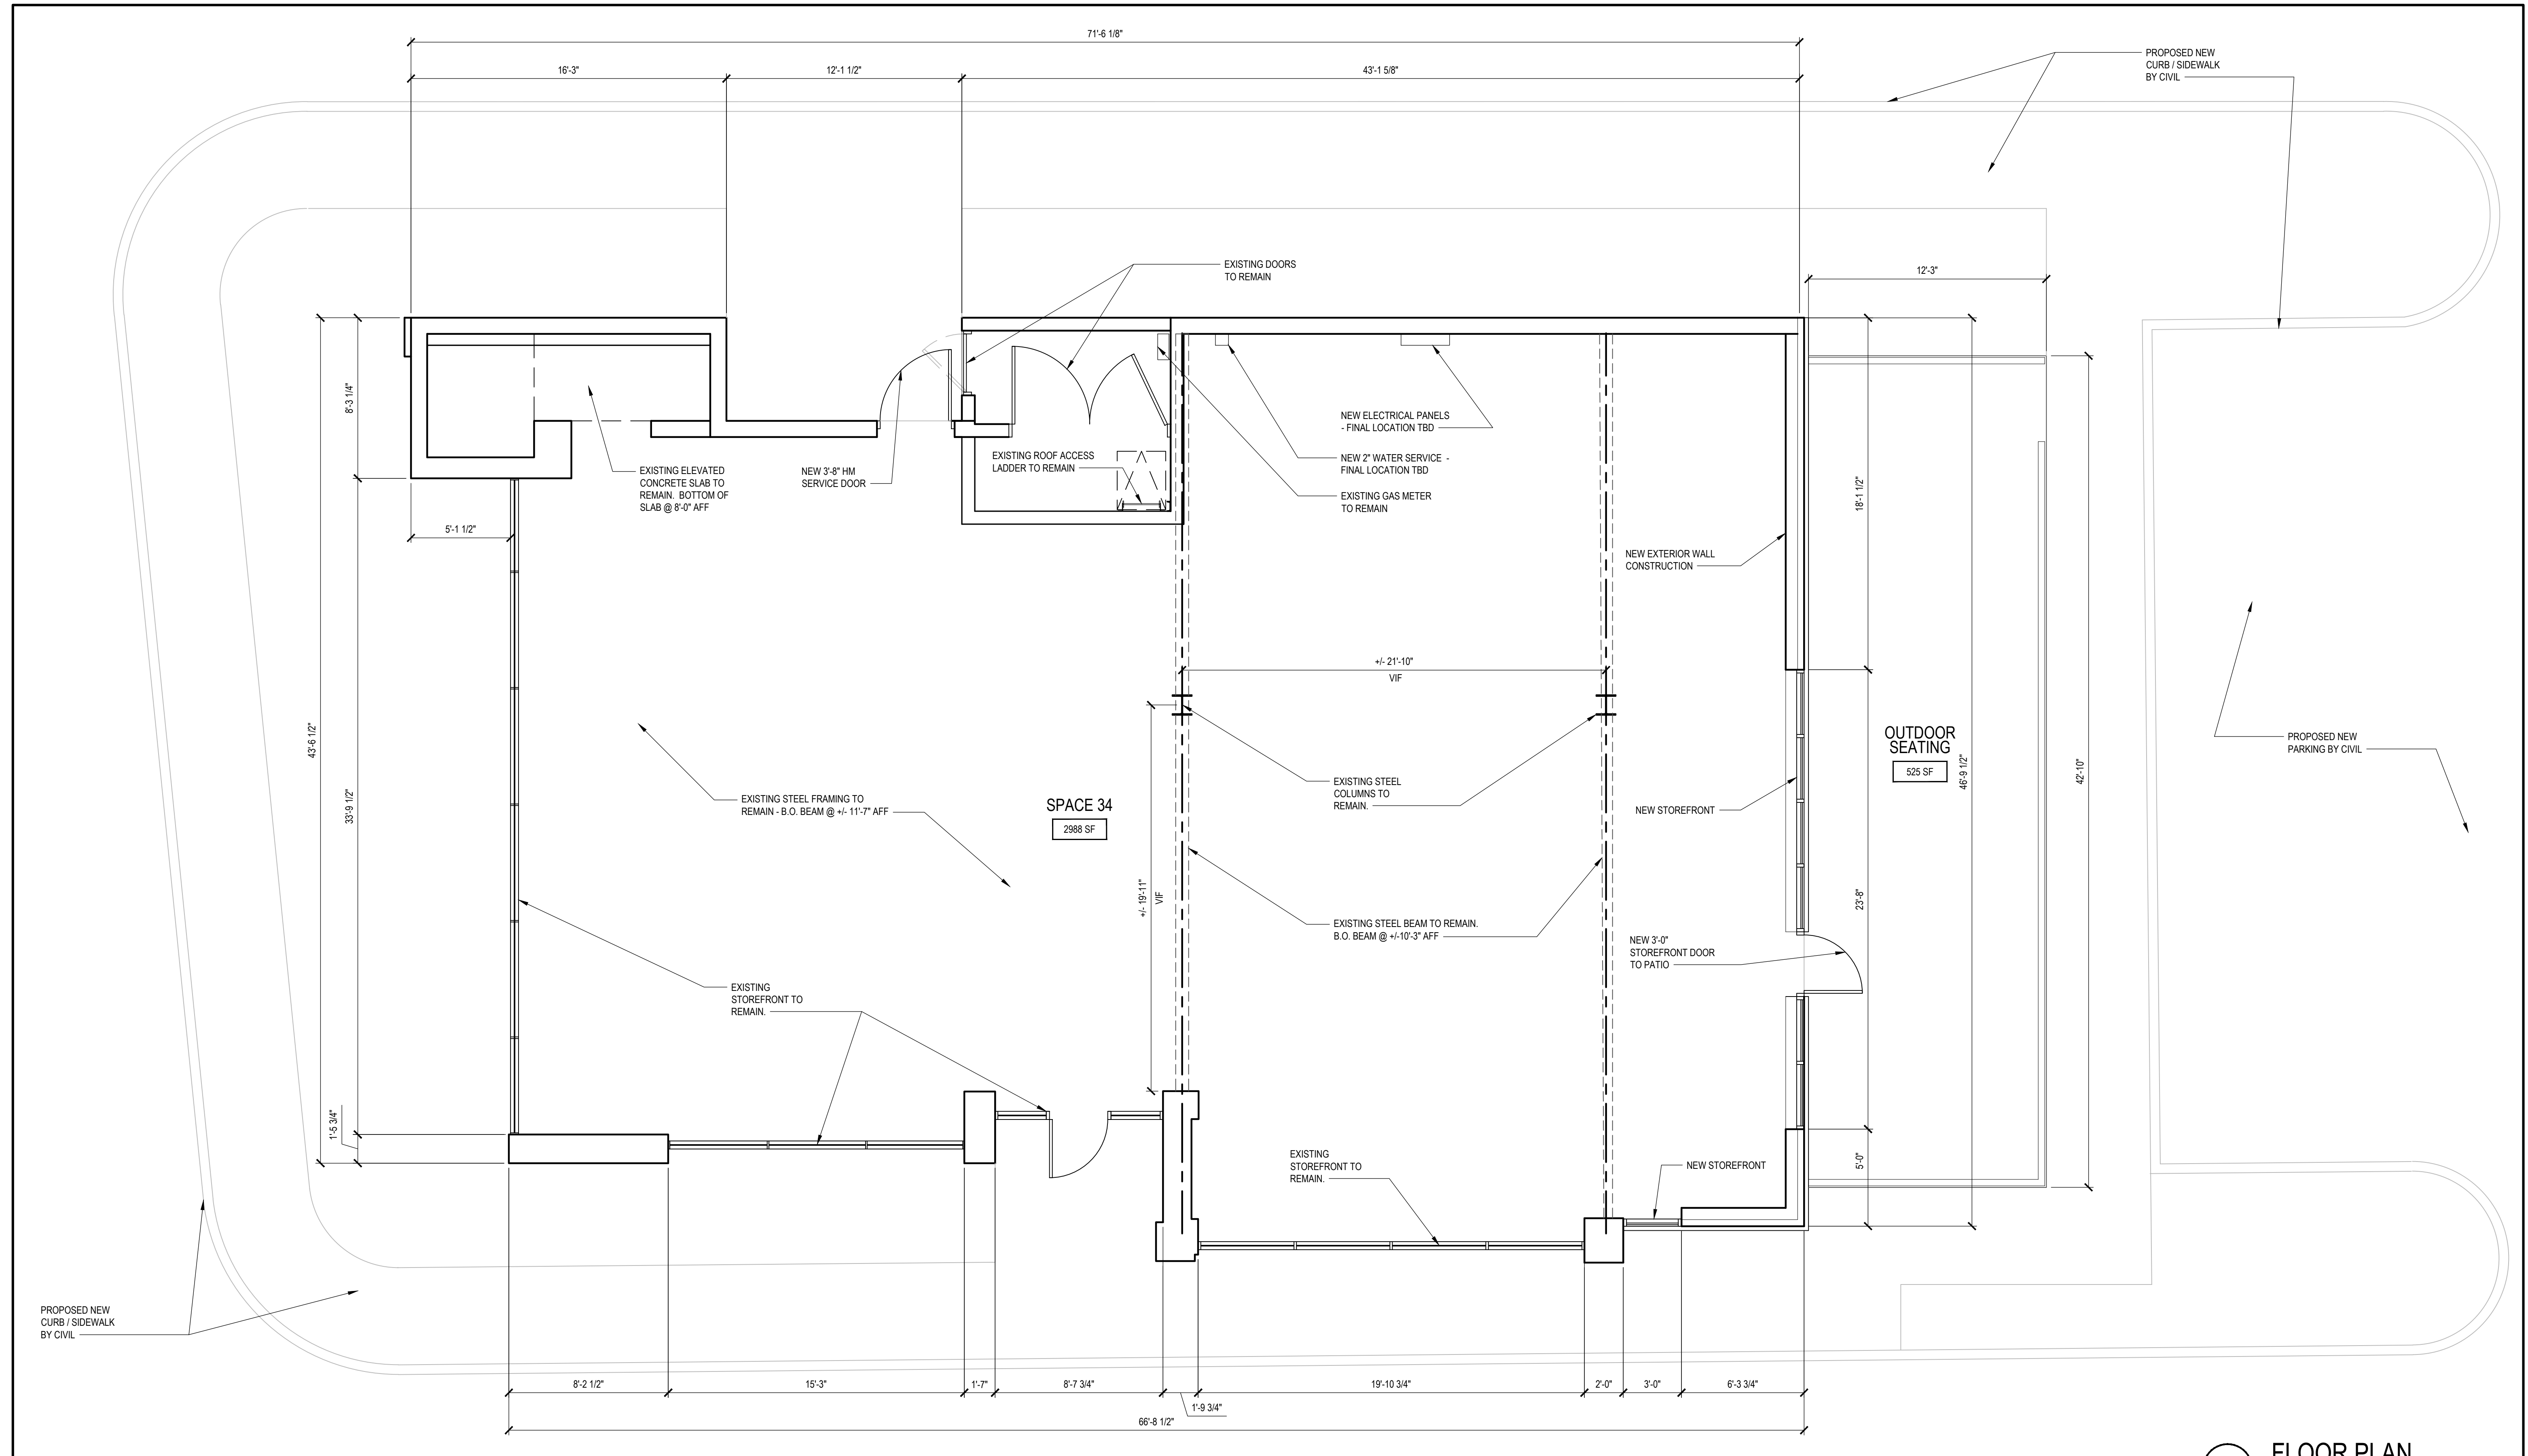 71'-6 1/8"
16'-3"
12'-1 1/2"
43'-1 5/8"
PROPOSED NEW
CURB / SIDEWALK
BY CIVIL
EXISTING DOORS
TO REMAIN
12'-3"
8'-3 1/4"
NEW ELECTRICAL PANELS
- FINAL LOCATION TBD
EXISTING ROOF ACCESS
LADDER TO REMAIN
NEW 2" WATER SERVICE -
FINAL LOCATION TBD
EXISTING ELEVATED
CONCRETE SLAB TO
REMAIN. BOTTOM OF
SLAB @ 8'-0" AFF
NEW 3'-8" HM
SERVICE DOOR
EXISTING GAS METER
TO REMAIN
18'-1 1/2"
5'-1 1/2"
NEW EXTERIOR WALL
CONSTRUCTION
+/- 21'-10"
VIF
43'-6 1/2"
33'-9 1/2"
OUTDOOR
SEATING
525 SF
46'-9 1/2"
42'-10"
PROPOSED NEW
PARKING BY CIVIL
EXISTING STEEL FRAMING TO
REMAIN - B.O. BEAM @ +/- 11'-7" AFF
SPACE 34
2988 SF
EXISTING STEEL
COLUMNS TO
REMAIN.
NEW STOREFRONT
+/- 19'-11"
VIF
23'-8"
EXISTING STEEL BEAM TO REMAIN.
B.O. BEAM @ +/-10'-3" AFF
NEW 3'-0"
STOREFRONT DOOR
TO PATIO
EXISTING
STOREFRONT TO
REMAIN.
1'-5 3/4"
EXISTING
STOREFRONT TO
REMAIN.
NEW STOREFRONT
5'-0"
PROPOSED NEW
CURB / SIDEWALK
BY CIVIL
8'-2 1/2"
15'-3"
1'-7"
8'-7 3/4"
1'-9 3/4"
19'-10 3/4"
2'-0"
3'-0"
6'-3 3/4"
66'-8 1/2"
FLOOR PLAN